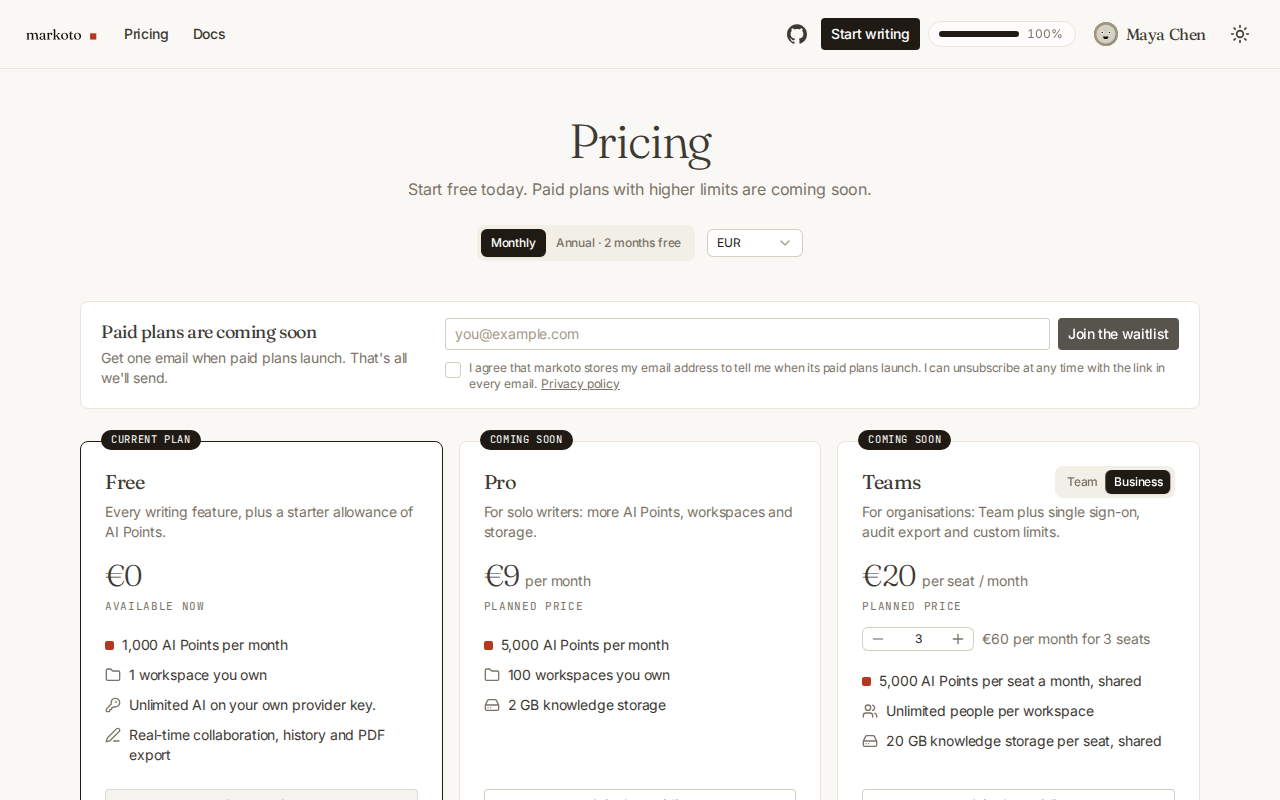 markoto
Pricing
Docs
Start writing
100%
Maya Chen
Pricing
Start free today. Paid plans with higher limits are coming soon.
Monthly
Annual · 2 months free
EUR
Paid plans are coming soon
Get one email when paid plans launch. That's all
we'll send.
you@example.com
Join the waitlist
I agree that markoto stores my email address to tell me when its paid plans launch. I can unsubscribe at any time with the link in
every email. Privacy policy
CURRENT PLAN
Free
Every writing feature, plus a starter allowance of
AI Points.
€0
AVAILABLE NOW
1,000 AI Points per month
1 workspace you own
Unlimited AI on your own provider key.
Real-time collaboration, history and PDF
export
COMING SOON
Pro
For solo writers: more AI Points, workspaces and
storage.
€9 per month
PLANNED PRICE
5,000 AI Points per month
100 workspaces you own
2 GB knowledge storage
COMING SOON
Teams
Team
Business
For organisations: Team plus single sign-on,
audit export and custom limits.
€20 per seat / month
PLANNED PRICE
3
€60 per month for 3 seats
5,000 AI Points per seat a month, shared
Unlimited people per workspace
20 GB knowledge storage per seat, shared